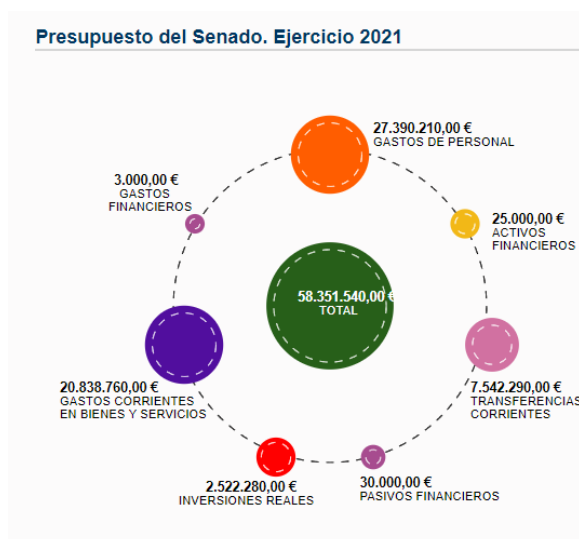 Presupuesto del Senado. Ejercicio 2021
27.390.210,00 €
GASTOS DE PERSONAL
3.000,00 €
GASTOS
FINANCIEROS
25.000,00 €
ACTIVOS
FINANCIEROS
58.351.540,00 €
TOTAL
20.838.760,00 €
GASTOS CORRIENTES
EN BIENES Y SERVICIOS
7.542.290,00 €
TRANSFERENCIAS
CORRIENTES
2.522.280,00 €
INVERSIONES REALES
30.000,00 €
PASIVOS FINANCIEROS